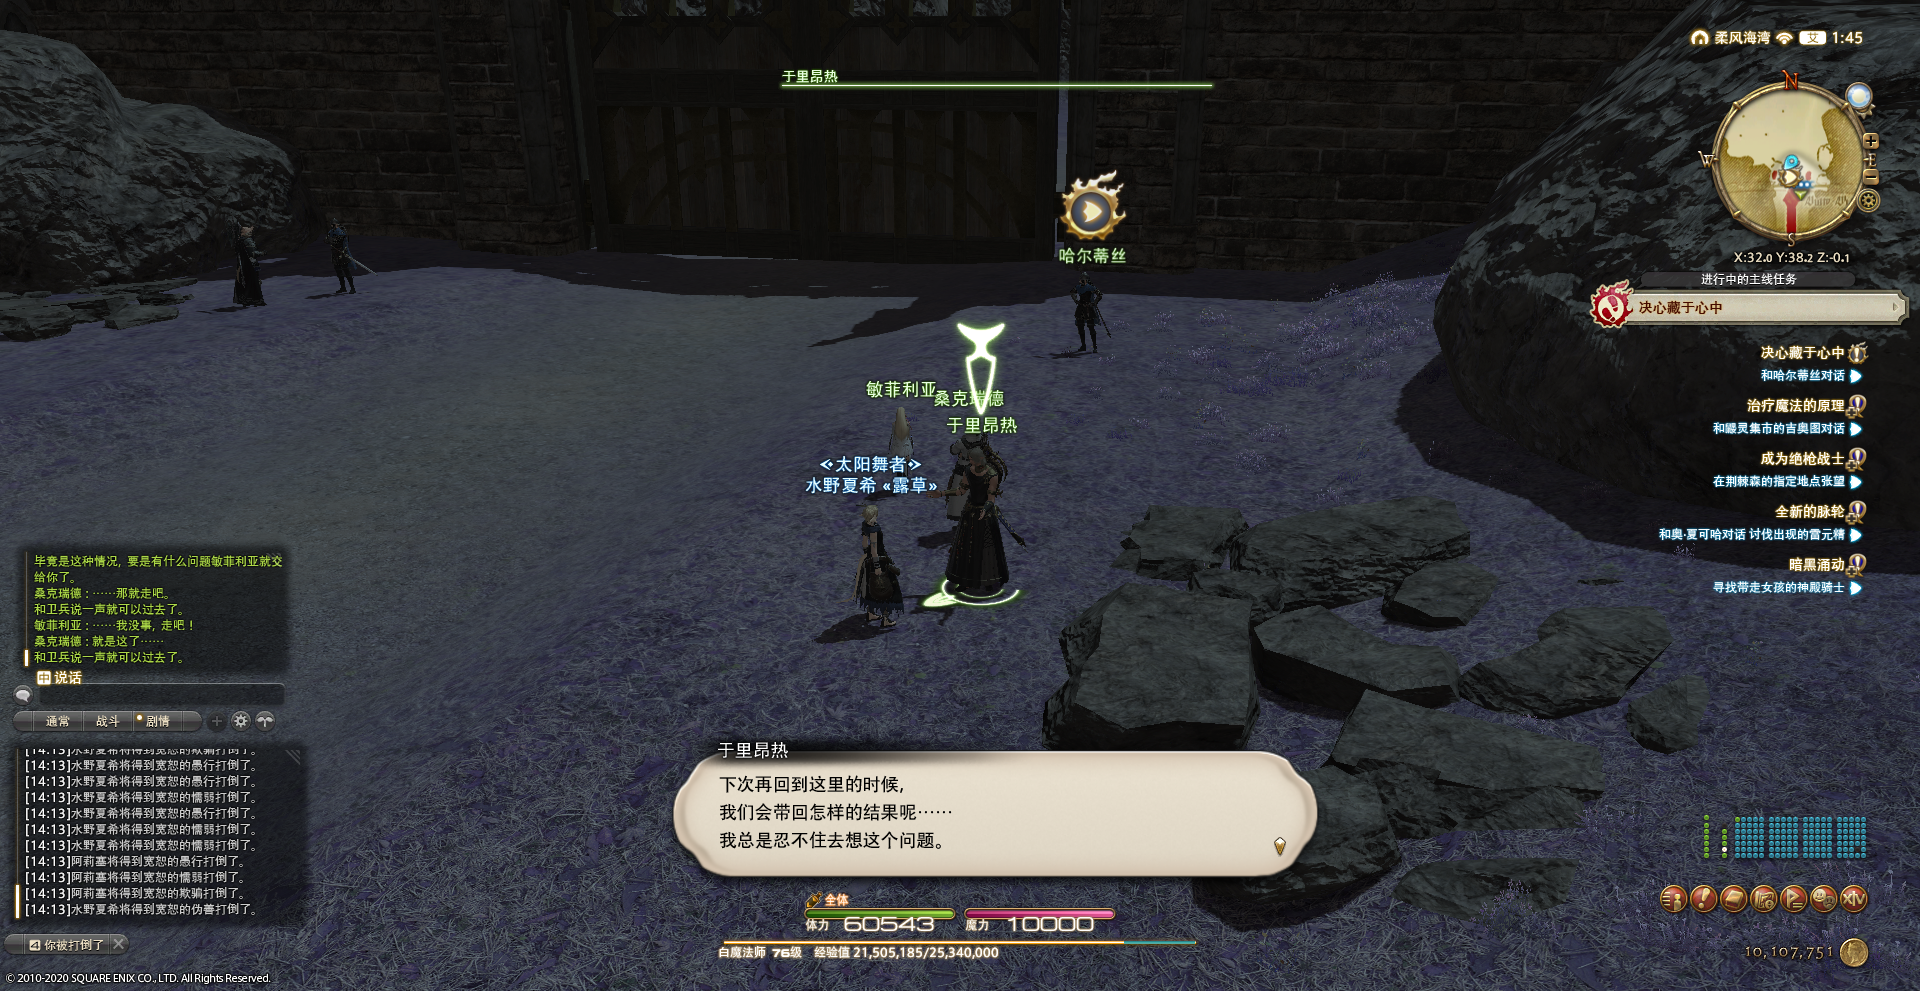 柔风海湾 艾 1:45
于里昂热
N
W
E
S
X:32.0 Y:38.2 Z:-0.1
哈尔蒂丝
进行中的主线任务
决心藏于心中
决心藏于心中
和哈尔蒂丝对话
治疗魔法的原理
和鼹灵集市的吉奥图对话
成为绝枪战士
在荆棘森的指定地点张望
全新的脉轮
和奥·夏可哈对话 讨伐出现的雷元精
暗黑涌动
寻找带走女孩的神殿骑士
敏菲利亚
桑克瑞德
于里昂热
太阳舞者
水野夏希 «露草»
毕竟是这种情况，要是有什么问题敏菲利亚就交
给你了。
桑克瑞德：……那就走吧。
和卫兵说一声就可以过去了。
敏菲利亚：……我没事，走吧！
桑克瑞德：就是这了……
和卫兵说一声就可以过去了。
中 说话
通常 战斗 剧情
[14:13]水野夏希将得到宽恕的欺骗打倒了。
[14:13]水野夏希将得到宽恕的愚行打倒了。
[14:13]水野夏希将得到宽恕的愚行打倒了。
[14:13]水野夏希将得到宽恕的懦弱打倒了。
[14:13]水野夏希将得到宽恕的愚行打倒了。
[14:13]水野夏希将得到宽恕的懦弱打倒了。
[14:13]水野夏希将得到宽恕的懦弱打倒了。
[14:13]阿莉塞将得到宽恕的愚行打倒了。
[14:13]阿莉塞将得到宽恕的懦弱打倒了。
[14:13]阿莉塞将得到宽恕的欺骗打倒了。
[14:13]水野夏希将得到宽恕的伪善打倒了。
4 你被打倒了
于里昂热
下次再回到这里的时候，
我们会带回怎样的结果呢……
我总是忍不住去想这个问题。
全体
体力 60543 魔力 10000
白魔法师 76级 经验值 21,505,185/25,340,000
XIV
10,107,751
© 2010-2020 SQUARE ENIX CO., LTD. All Rights Reserved.